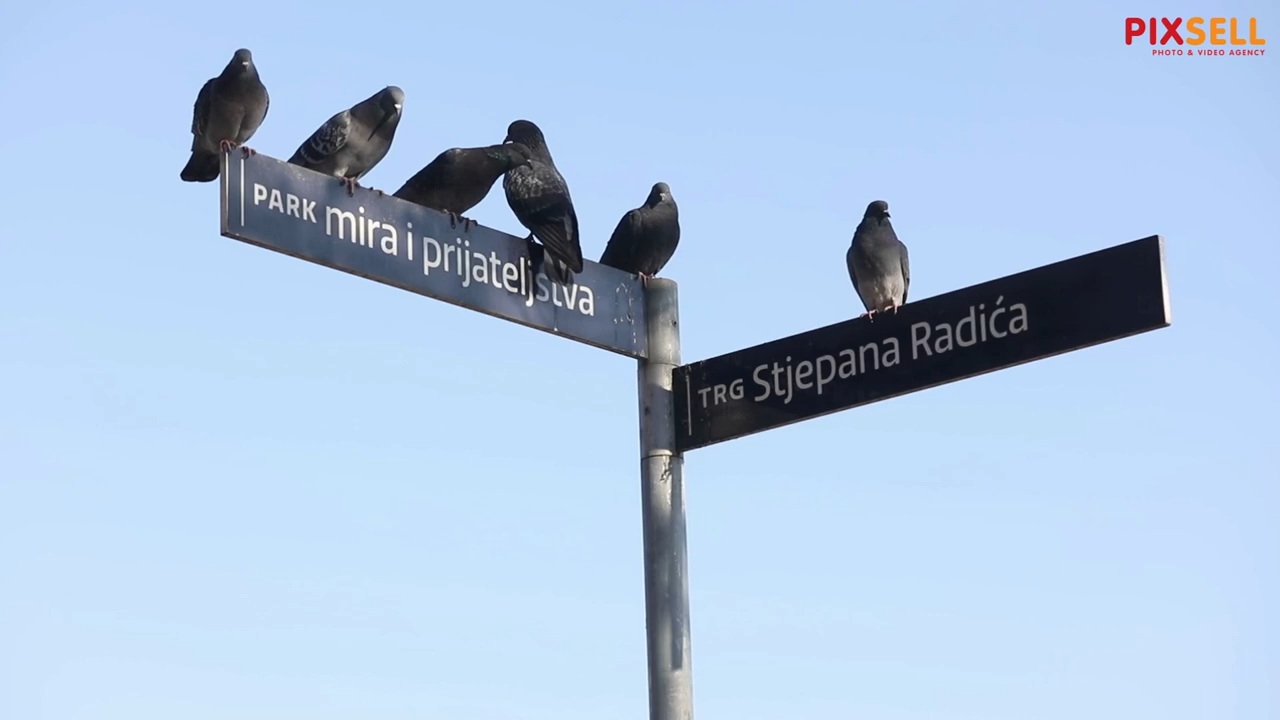 PIXSELL
PHOTO & VIDEO AGENCY
PARK mira i prijateljstva
TRG Stjepana Radića